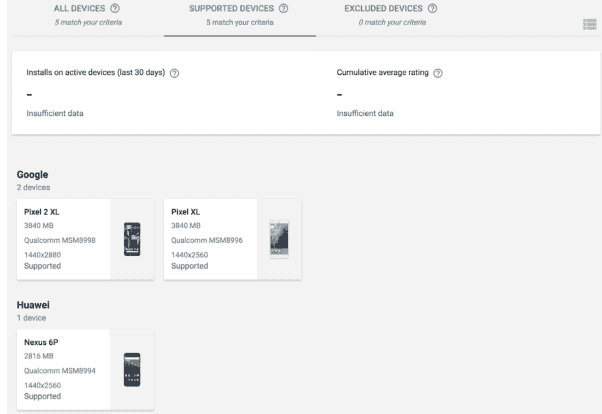 ALL DEVICES ?
5 match your criteria
SUPPORTED DEVICES ?
5 match your criteria
EXCLUDED DEVICES ?
0 match your criteria
Installs on active devices (last 30 days) ?
–
Insufficient data
Cumulative average rating ?
–
Insufficient data
Google
2 devices
Pixel 2 XL
3840 MB
Qualcomm MSM8998
1440x2880
Supported
Pixel XL
3840 MB
Qualcomm MSM8996
1440x2560
Supported
Huawei
1 device
Nexus 6P
2816 MB
Qualcomm MSM8994
1440x2560
Supported